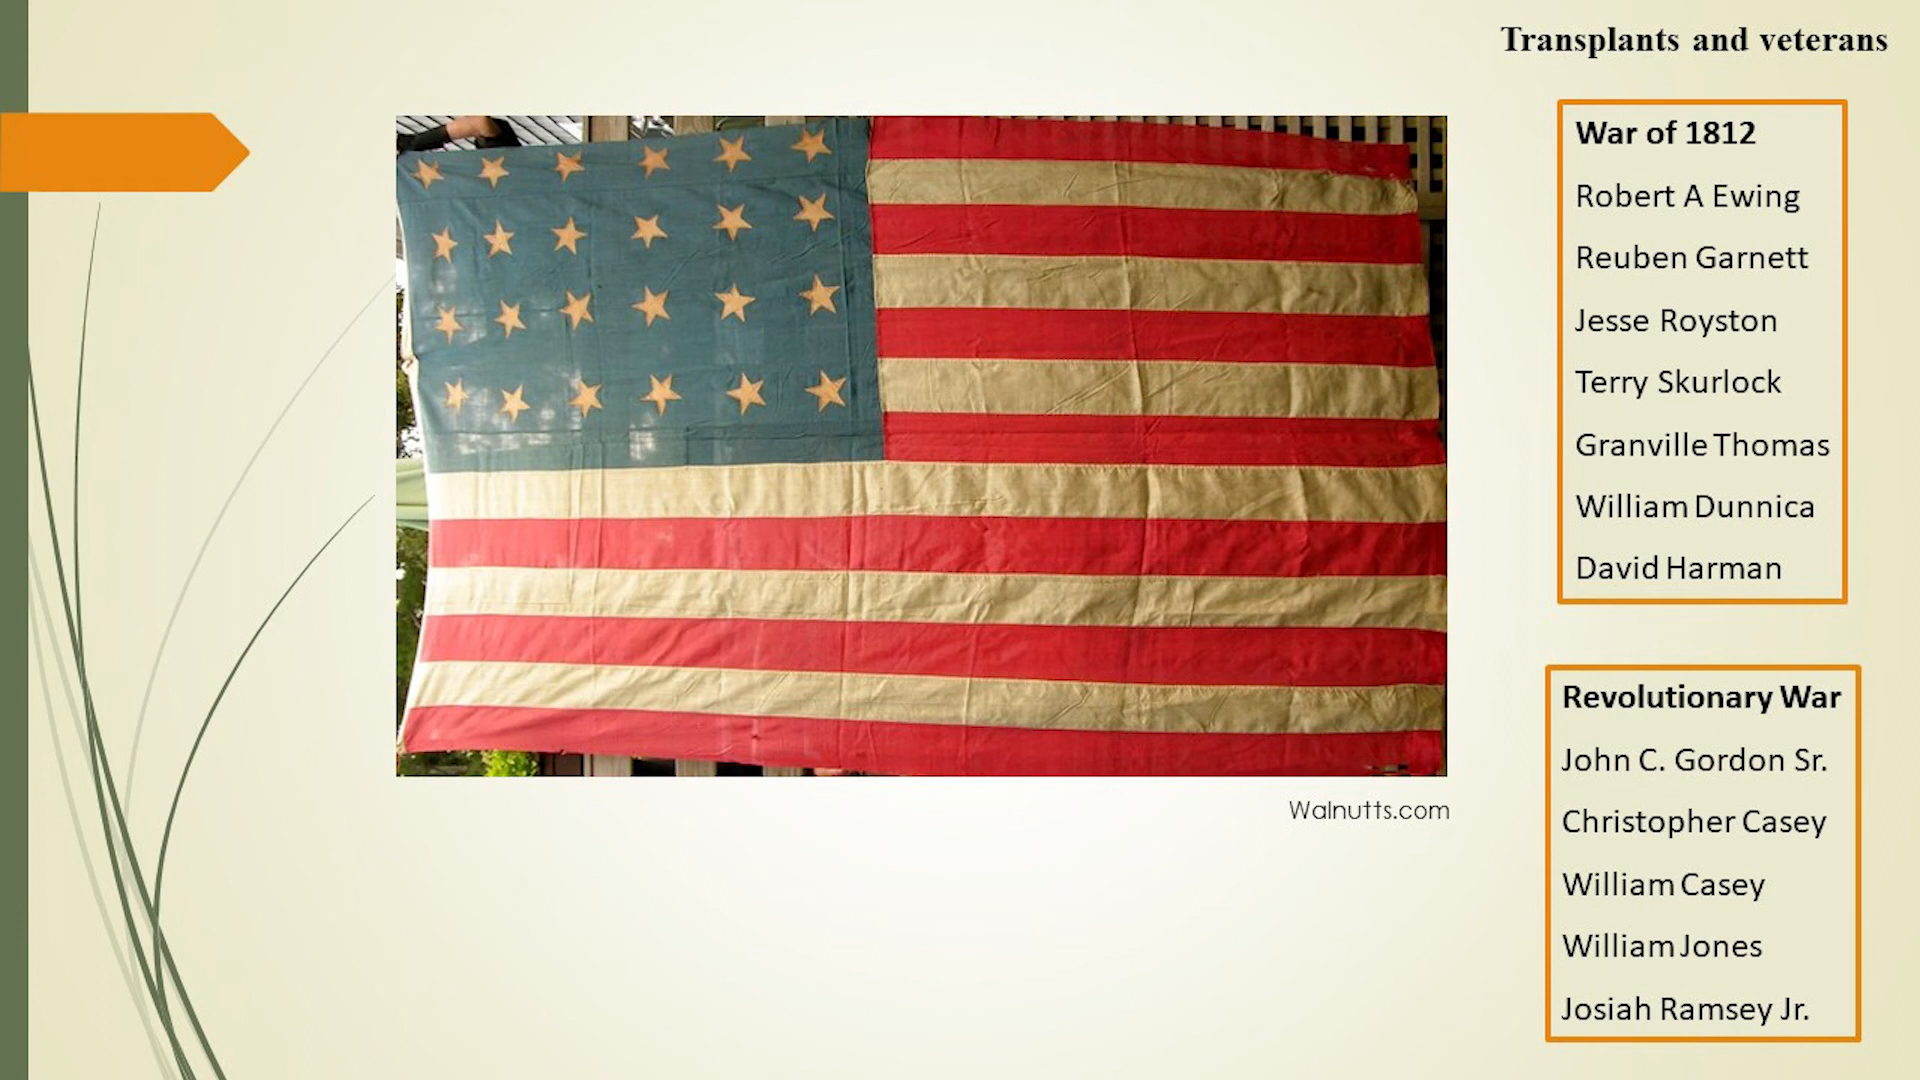 Transplants and veterans
War of 1812
Robert A Ewing
Reuben Garnett
Jesse Royston
Terry Skurlock
Granville Thomas
William Dunnica
David Harman
Walnutts.com
Revolutionary War
John C. Gordon Sr.
Christopher Casey
William Casey
William Jones
Josiah Ramsey Jr.